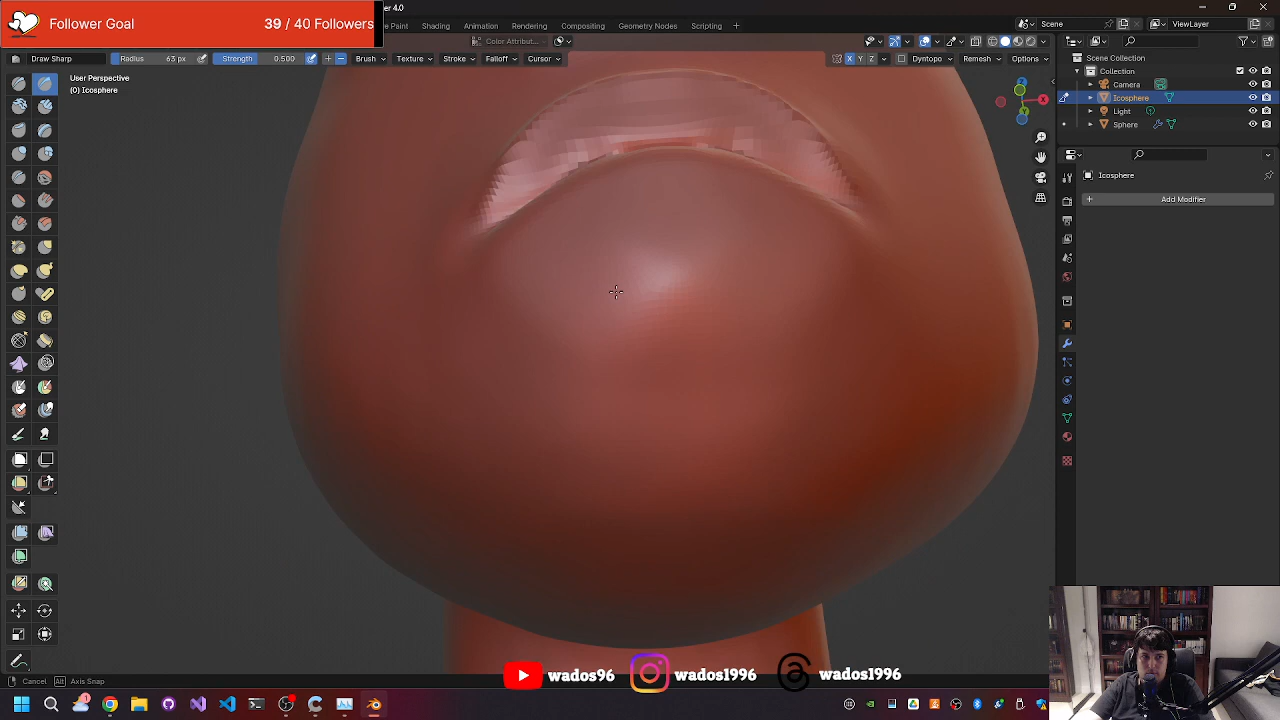 Follower Goal 39 / 40 Followers
4.0
Paint Shading Animation Rendering Compositing Geometry Nodes Scripting +
Scene ViewLayer
Color Attribut...
Draw Sharp Radius 63 px Strength 0.500 Brush Texture Stroke Falloff Cursor X Y Z Dyntopo Remesh Options
User Perspective
(0) Icosphere
X
Y
Z
Scene Collection
Collection
Camera
Icosphere
Light
Sphere
Icosphere
Add Modifier
wados96 wados1996 wados1996
Cancel Alt Axis Snap